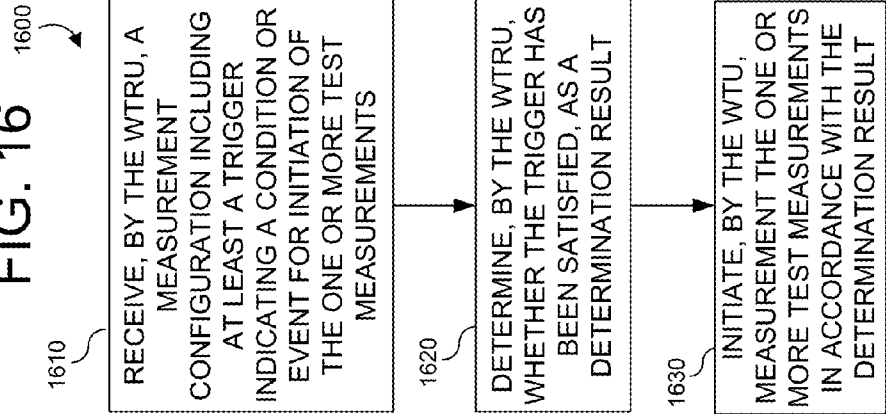 FIG. 16
1600
1610
RECEIVE, BY THE WTRU, A
MEASUREMENT
CONFIGURATION INCLUDING
AT LEAST A TRIGGER
INDICATING A CONDITION OR
EVENT FOR INITIATION OF
THE ONE OR MORE TEST
MEASUREMENTS
1620
DETERMINE, BY THE WTRU,
WHETHER THE TRIGGER HAS
BEEN SATISFIED, AS A
DETERMINATION RESULT
1630
INITIATE, BY THE WTU,
MEASUREMENT THE ONE OR
MORE TEST MEASUREMENTS
IN ACCORDANCE WITH THE
DETERMINATION RESULT